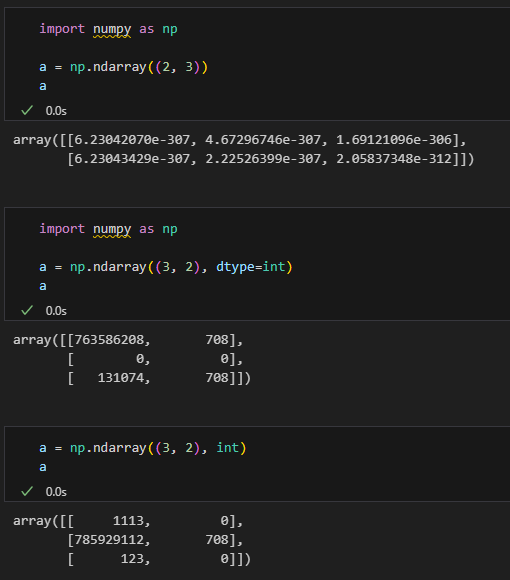 import numpy as np
a = np.ndarray((2, 3))
a
0.0s
array([[6.23042070e-307, 4.67296746e-307, 1.69121096e-306],
       [6.23043429e-307, 2.22526399e-307, 2.05837348e-312]])
import numpy as np
a = np.ndarray((3, 2), dtype=int)
a
0.0s
array([[763586208,       708],
       [        0,         0],
       [   131074,       708]])
a = np.ndarray((3, 2), int)
a
0.0s
array([[     1113,         0],
       [785929112,       708],
       [      123,         0]])